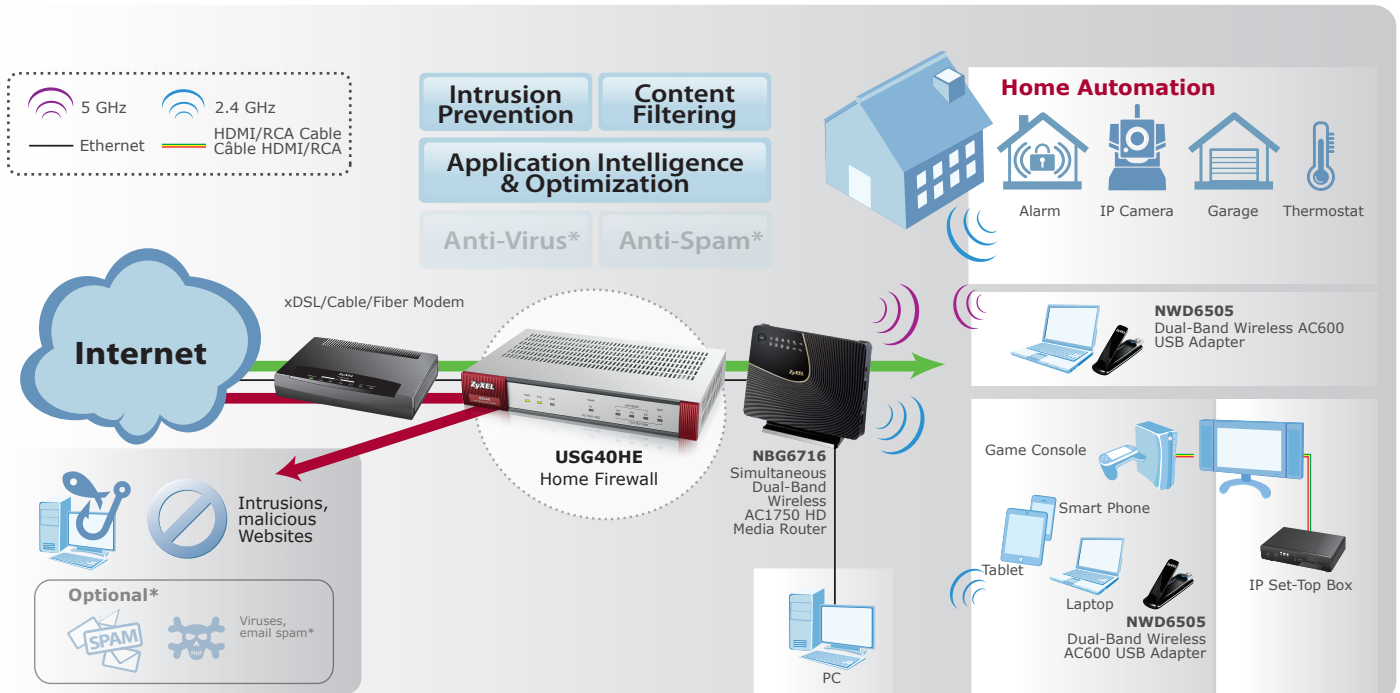 5 GHz
2.4 GHz
Ethernet
HDMI/RCA Cable
Câble HDMI/RCA
Intrusion
Prevention
Content
Filtering
Application Intelligence
& Optimization
Anti-Virus*
Anti-Spam*
Home Automation
Alarm
IP Camera
Garage
Thermostat
Internet
xDSL/Cable/Fiber Modem
ZyXEL
USG40HE
Home Firewall
ZyXEL
NBG6716
Simultaneous
Dual-Band
Wireless
AC1750 HD
Media Router
NWD6505
Dual-Band Wireless AC600
USB Adapter
Intrusions,
malicious
Websites
Optional*
SPAM
Viruses,
email spam*
PC
Game Console
Smart Phone
Tablet
Laptop
NWD6505
Dual-Band Wireless
AC600 USB Adapter
IP Set-Top Box